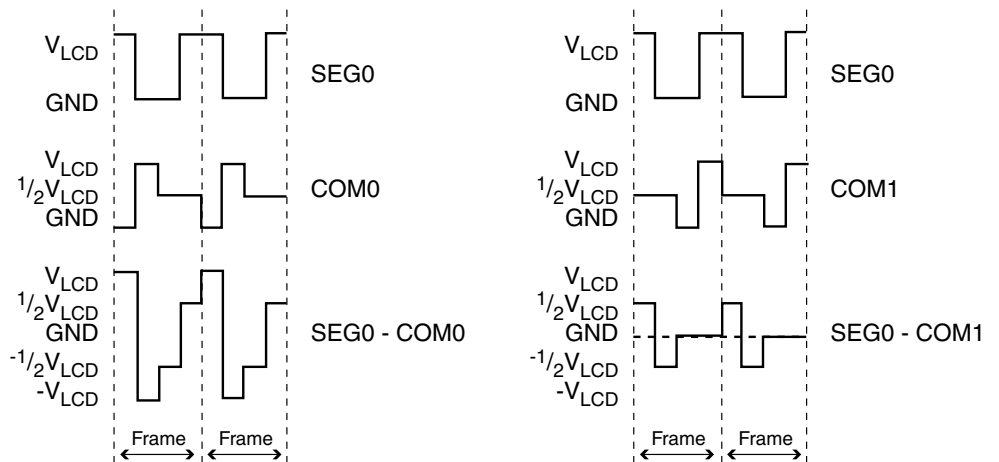 V_LCD
GND
SEG0
V_LCD
1/2V_LCD
GND
COM0
V_LCD
1/2V_LCD
GND
-1/2V_LCD
-V_LCD
SEG0 - COM0
Frame
Frame
V_LCD
GND
SEG0
V_LCD
1/2V_LCD
GND
COM1
V_LCD
1/2V_LCD
GND
-1/2V_LCD
-V_LCD
SEG0 - COM1
Frame
Frame